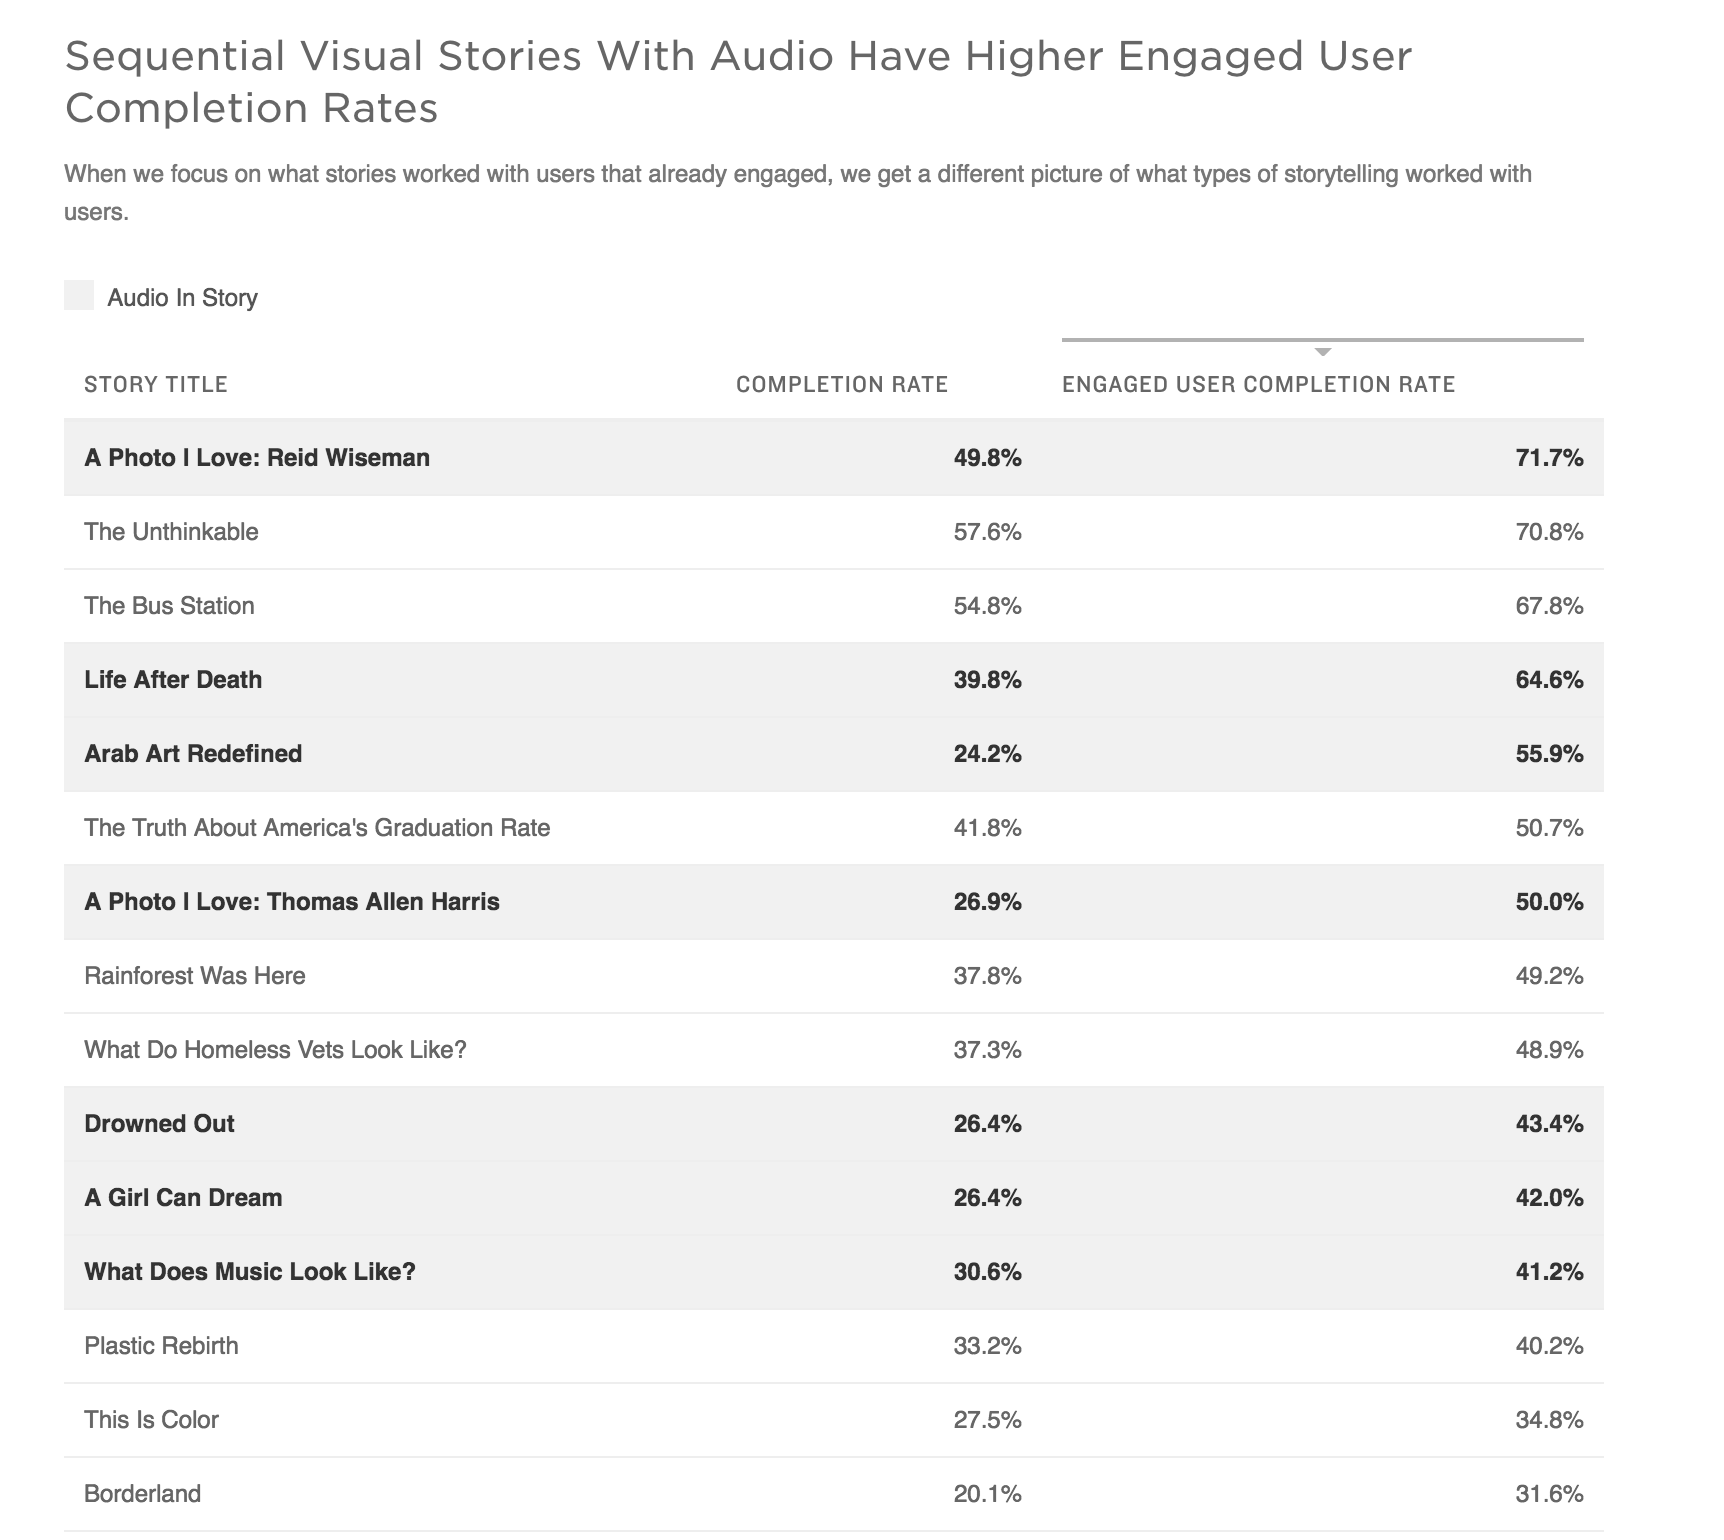 Sequential Visual Stories With Audio Have Higher Engaged User
Completion Rates
When we focus on what stories worked with users that already engaged, we get a different picture of what types of storytelling worked with
users.
Audio In Story
STORY TITLE COMPLETION RATE ENGAGED USER COMPLETION RATE
A Photo I Love: Reid Wiseman 49.8% 71.7%
The Unthinkable 57.6% 70.8%
The Bus Station 54.8% 67.8%
Life After Death 39.8% 64.6%
Arab Art Redefined 24.2% 55.9%
The Truth About America's Graduation Rate 41.8% 50.7%
A Photo I Love: Thomas Allen Harris 26.9% 50.0%
Rainforest Was Here 37.8% 49.2%
What Do Homeless Vets Look Like? 37.3% 48.9%
Drowned Out 26.4% 43.4%
A Girl Can Dream 26.4% 42.0%
What Does Music Look Like? 30.6% 41.2%
Plastic Rebirth 33.2% 40.2%
This Is Color 27.5% 34.8%
Borderland 20.1% 31.6%